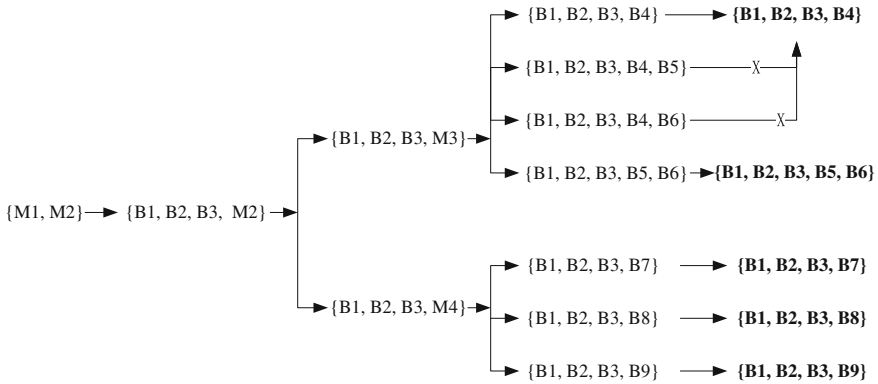 {B1, B2, B3, B4} {B1, B2, B3, B4}
{B1, B2, B3, B4, B5} X
{B1, B2, B3, B4, B6} X
{B1, B2, B3, M3}
{B1, B2, B3, B5, B6} {B1, B2, B3, B5, B6}
{M1, M2} {B1, B2, B3, M2}
{B1, B2, B3, B7} {B1, B2, B3, B7}
{B1, B2, B3, M4}
{B1, B2, B3, B8} {B1, B2, B3, B8}
{B1, B2, B3, B9} {B1, B2, B3, B9}